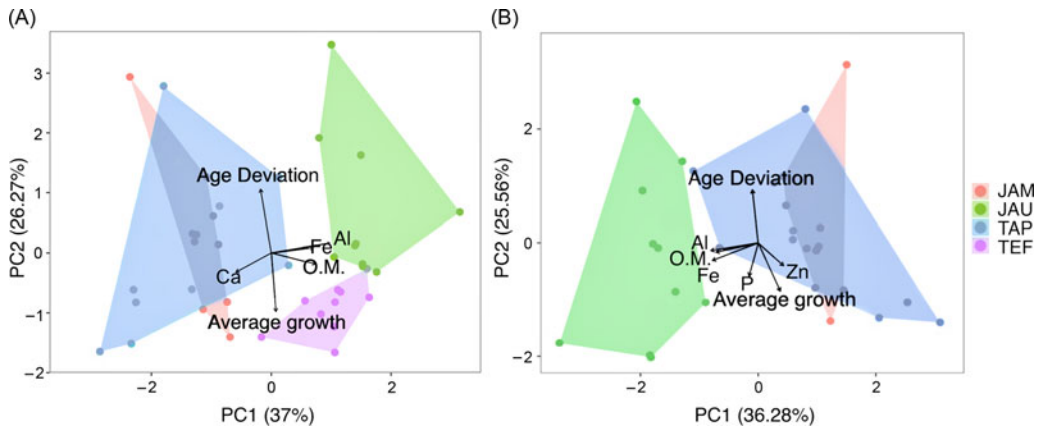 (A)
3
2
1
0
−1
−2
PC2 (26.27%)
Age Deviation
Al
Fe
O.M.
Ca
Average growth
−2
0
2
PC1 (37%)
(B)
2
0
−2
PC2 (25.56%)
Age Deviation
Al
O.M.
Fe
P
Zn
Average growth
−2
0
2
PC1 (36.28%)
JAM
JAU
TAP
TEF